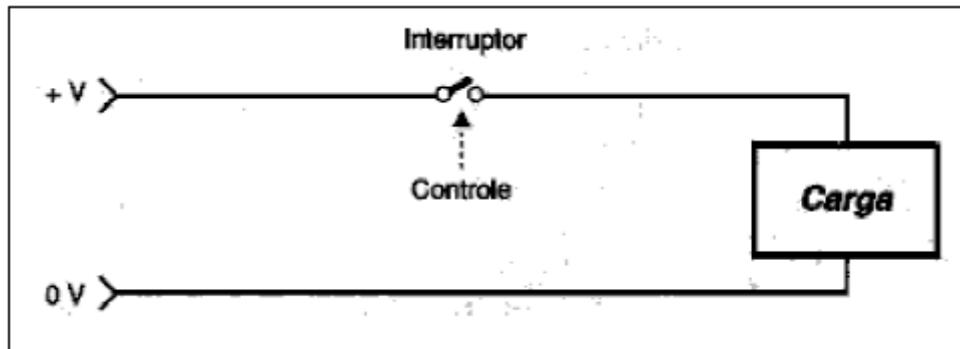 Interruptor
+ V
Controle
Carga
0 V